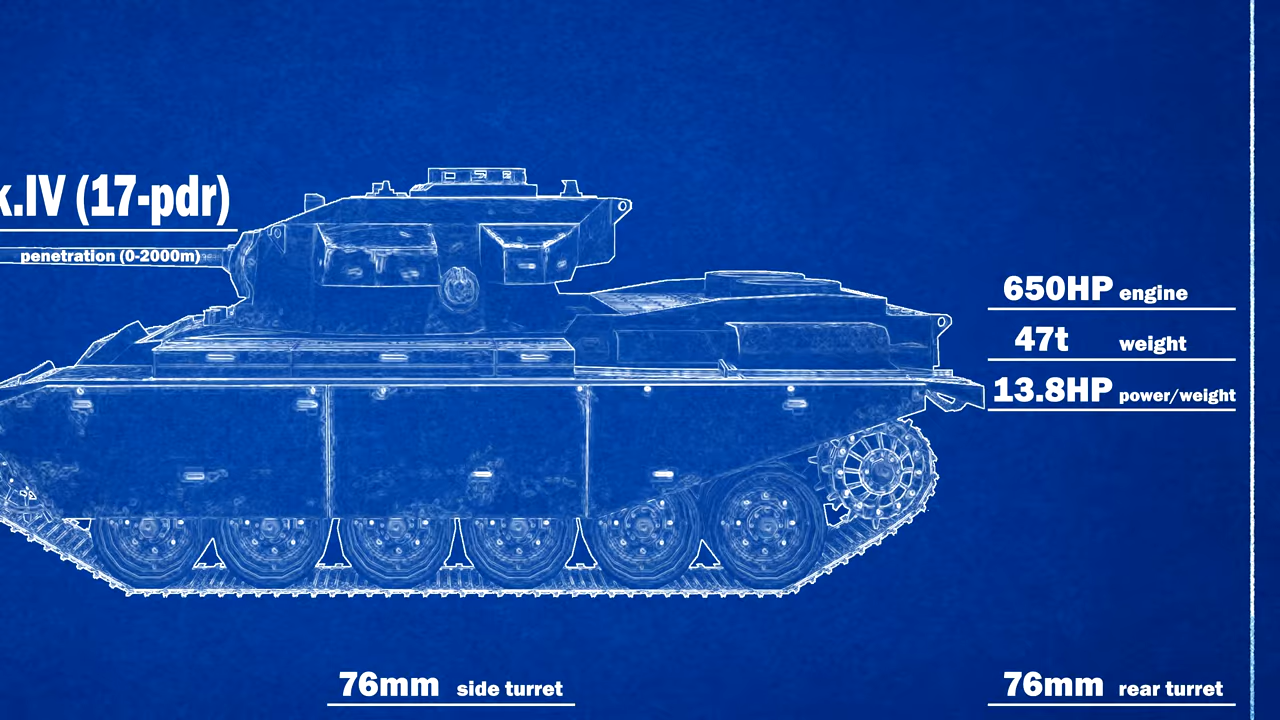 k.IV (17-pdr)
penetration (0-2000m)
650HP engine
47t weight
13.8HP power/weight
76mm side turret
76mm rear turret